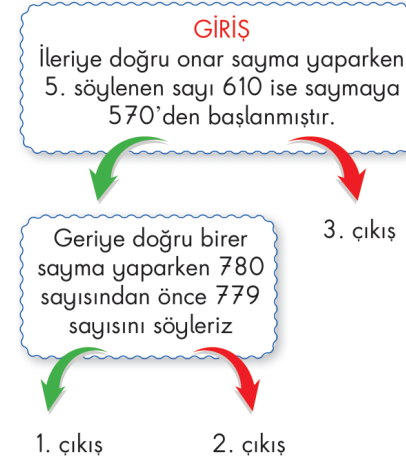 GİRİŞ
İleriye doğru onar sayma yaparken
5. söylenen sayı 610 ise saymaya
570’den başlanmıştır.
3. çıkış
Geriye doğru birer
sayma yaparken 780
sayısından önce 779
sayısını söyleriz
1. çıkış
2. çıkış